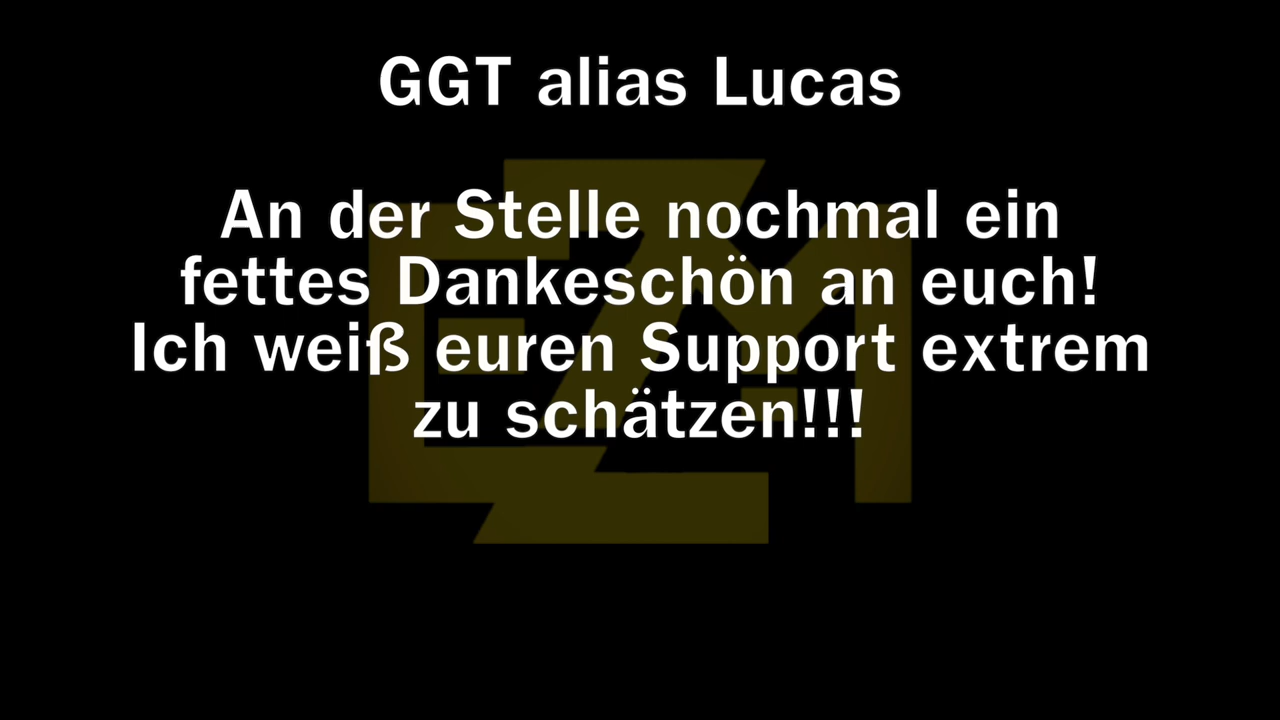 GGT alias Lucas
An der Stelle nochmal ein
fettes Dankeschön an euch!
Ich weiß euren Support extrem
zu schätzen!!!
EZM